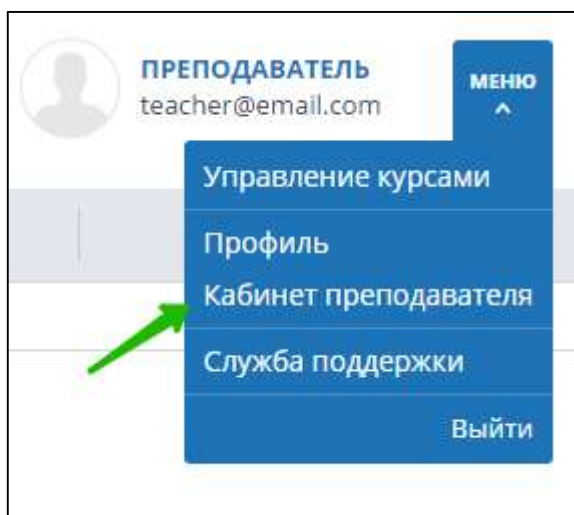 ПРЕПОДАВАТЕЛЬ
teacher@email.com
МЕНЮ
Управление курсами
Профиль
Кабинет преподавателя
Служба поддержки
Выйти